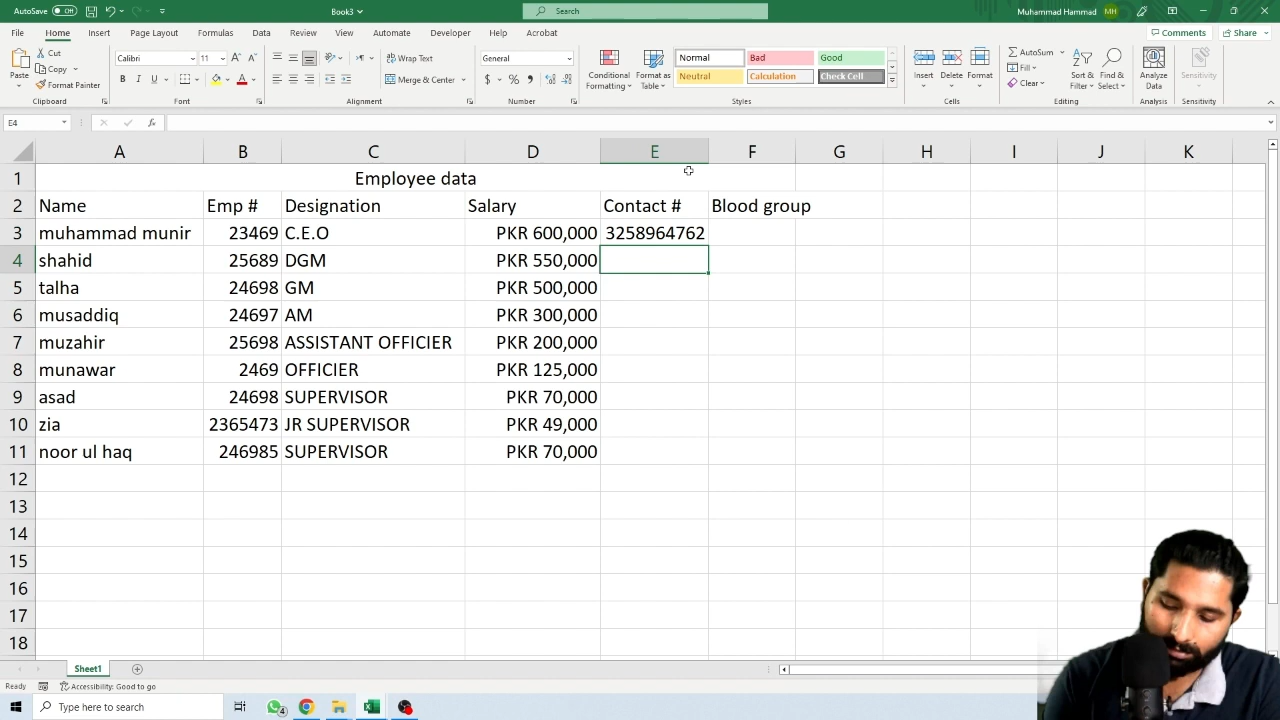 AutoSave Off Book3 Search Muhammad Hammad MH
File Home Insert Page Layout Formulas Data Review View Automate Developer Help Acrobat Comments Share
Paste Cut Copy Format Painter
Clipboard
Calibri 11
B I U
Font
Wrap Text
Merge & Center
Alignment
General
$ % ,
Number
Conditional Formatting
Format as Table
Normal Bad Good
Neutral Calculation Check Cell
Styles
Insert Delete Format
Cells
AutoSum
Fill
Clear
Sort & Filter
Find & Select
Editing
Analyze Data
Analysis
Sensitivity
Sensitivity
E4 fx
A B C D E F G H I J K
1 Employee data
2 Name Emp # Designation Salary Contact # Blood group
3 muhammad munir 23469 C.E.O PKR 600,000 3258964762
4 shahid 25689 DGM PKR 550,000
5 talha 24698 GM PKR 500,000
6 musaddiq 24697 AM PKR 300,000
7 muzahir 25698 ASSISTANT OFFICIER PKR 200,000
8 munawar 2469 OFFICIER PKR 125,000
9 asad 24698 SUPERVISOR PKR 70,000
10 zia 2365473 JR SUPERVISOR PKR 49,000
11 noor ul haq 246985 SUPERVISOR PKR 70,000
12
13
14
15
16
17
18
Sheet1
Ready Accessibility: Good to go
Type here to search 4